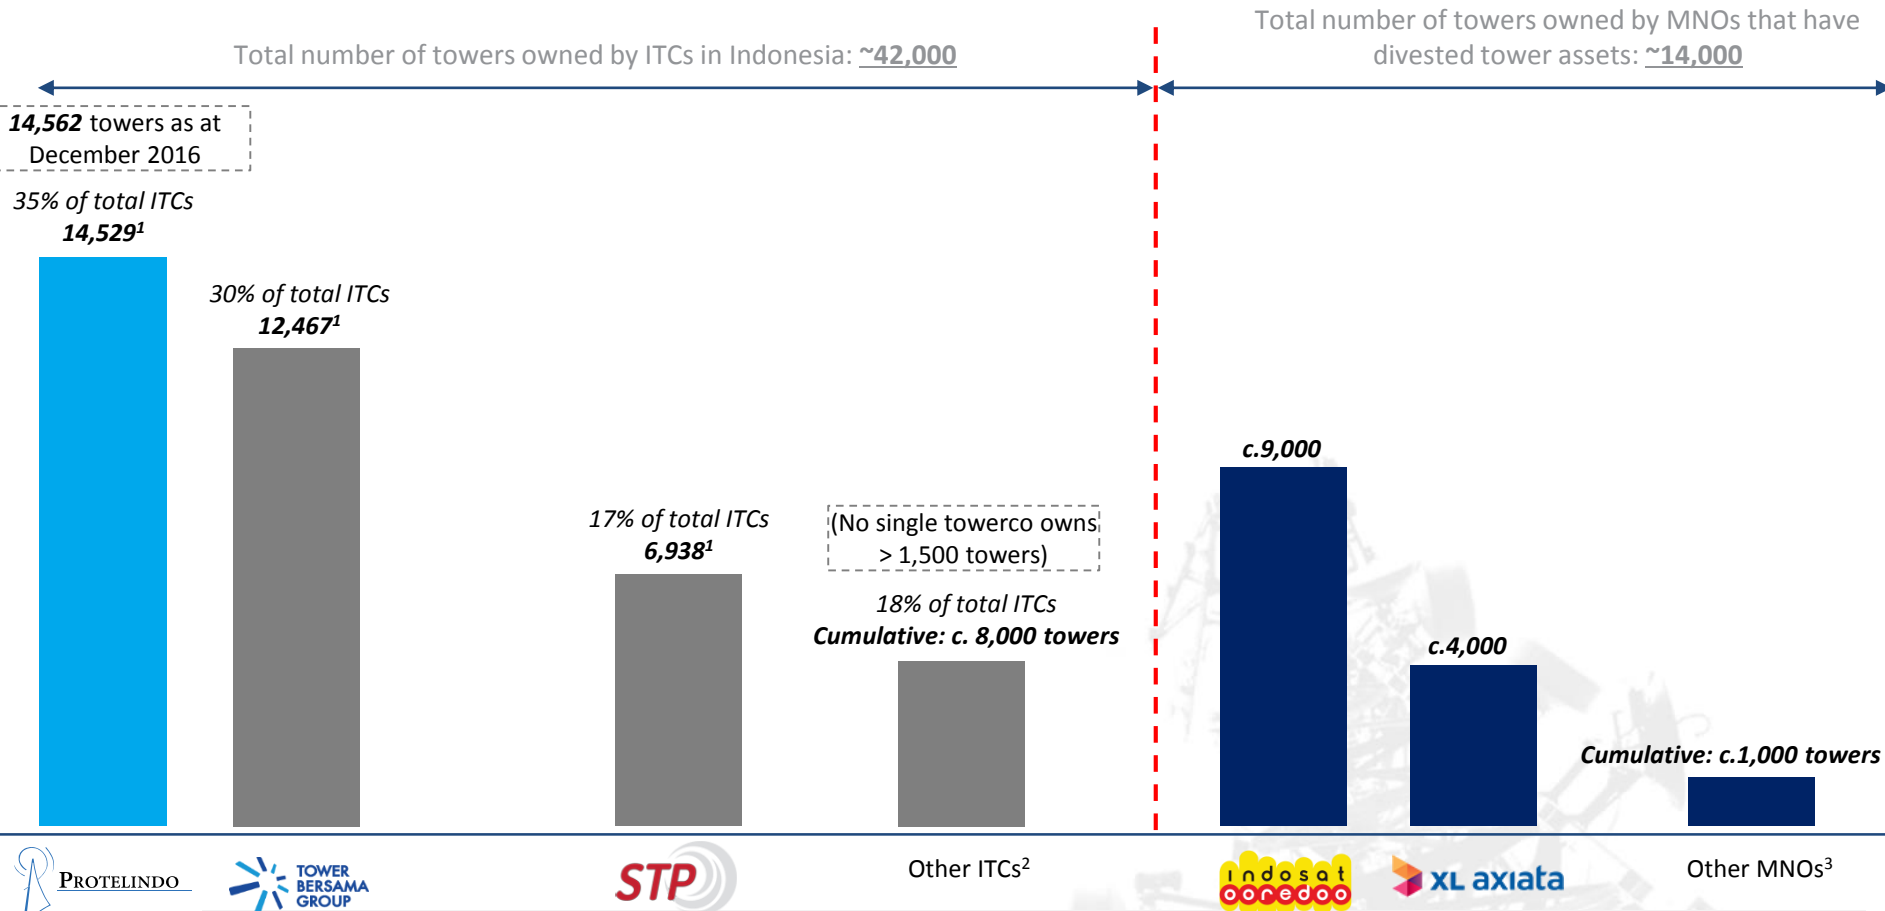 Total number of towers owned by ITCs in Indonesia: ~42,000
Total number of towers owned by MNOs that have
divested tower assets: ~14,000
14,562 towers as at
December 2016
35% of total ITCs
14,529¹
30% of total ITCs
12,467¹
17% of total ITCs
6,938¹
(No single towerco owns
> 1,500 towers)
18% of total ITCs
Cumulative: c. 8,000 towers
c.9,000
c.4,000
Cumulative: c.1,000 towers
PROTELINDO
TOWER
BERSAMA
GROUP
STP
Other ITCs²
indosat
ooredoo
XL axiata
Other MNOs³